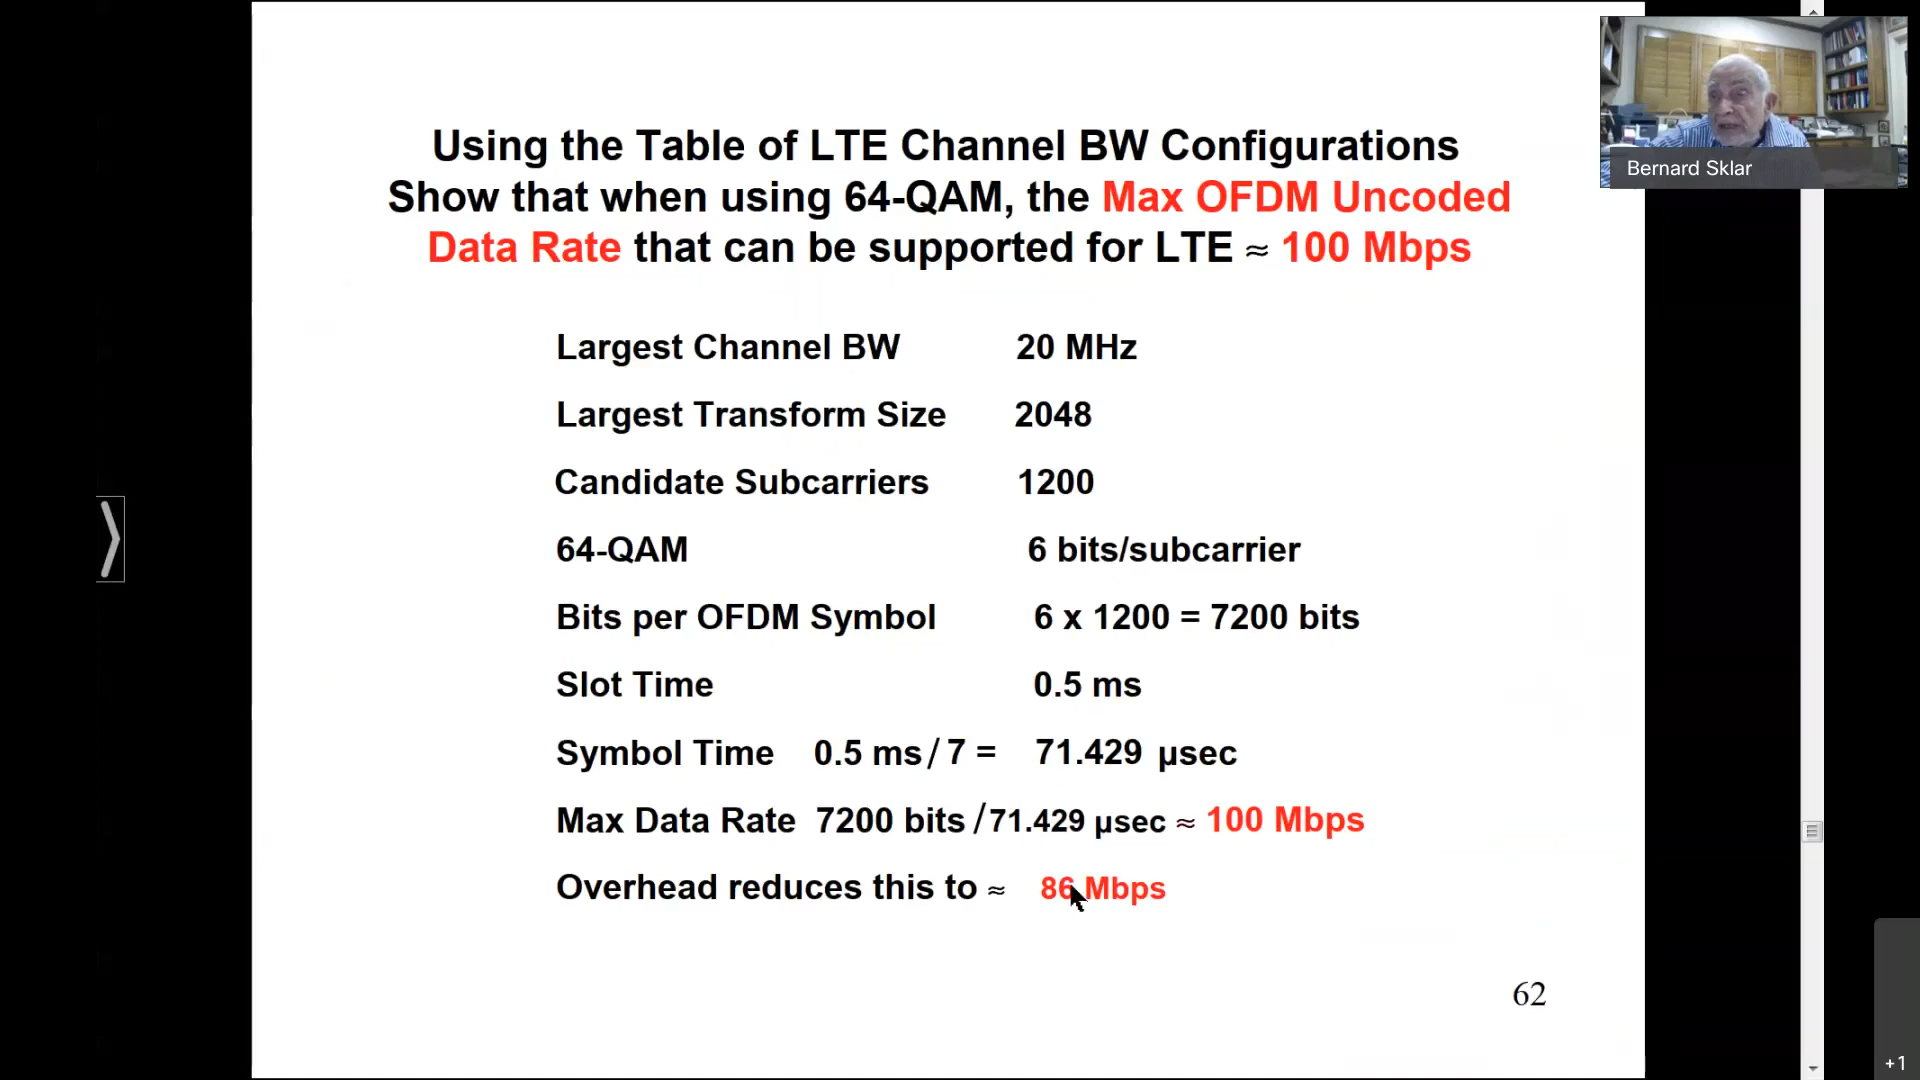 Using the Table of LTE Channel BW Configurations
Show that when using 64-QAM, the Max OFDM Uncoded
Data Rate that can be supported for LTE ≈ 100 Mbps
Largest Channel BW 20 MHz
Largest Transform Size 2048
Candidate Subcarriers 1200
64-QAM 6 bits/subcarrier
Bits per OFDM Symbol 6 x 1200 = 7200 bits
Slot Time 0.5 ms
Symbol Time 0.5 ms/7 = 71.429 µsec
Max Data Rate 7200 bits/71.429 µsec ≈ 100 Mbps
Overhead reduces this to ≈ 86 Mbps
62
Bernard Sklar
+1